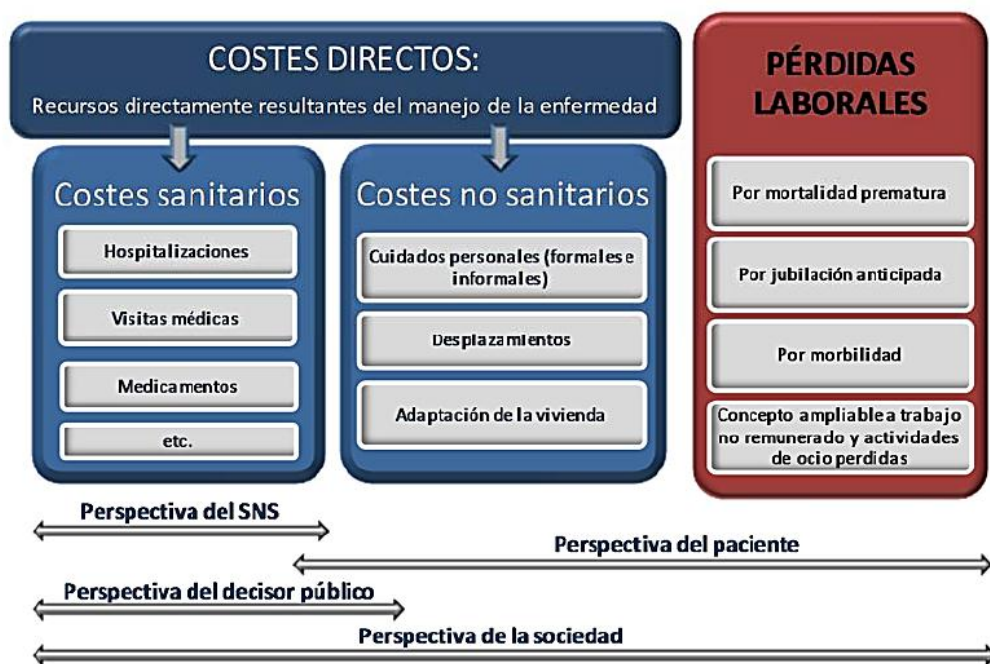 COSTES DIRECTOS:
Recursos directamente resultantes del manejo de la enfermedad
Costes sanitarios
Hospitalizaciones
Visitas médicas
Medicamentos
etc.
Costes no sanitarios
Cuidados personales (formales e
informales)
Desplazamientos
Adaptación de la vivienda
PÉRDIDAS
LABORALES
Por mortalidad prematura
Por jubilación anticipada
Por morbilidad
Concepto ampliable a trabajo
no remunerado y actividades
de ocio perdidas
Perspectiva del SNS
Perspectiva del paciente
Perspectiva del decisor público
Perspectiva de la sociedad